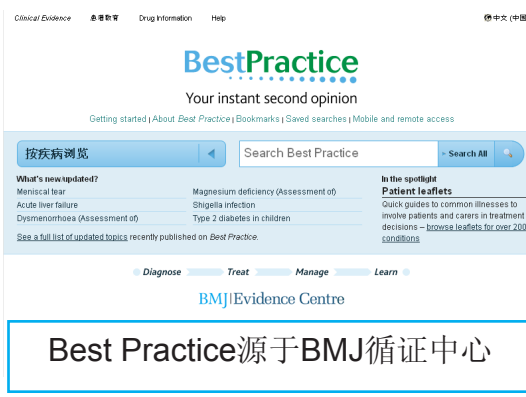 Clinical Evidence 患者教育 Drug Information Help 中文 (中国
BestPractice
Your instant second opinion
Getting started | About Best Practice | Bookmarks | Saved searches | Mobile and remote access
按疾病浏览 Search Best Practice Search All
What's new/updated?
Meniscal tear
Acute liver failure
Dysmenorrhoea (Assessment of)
Magnesium deficiency (Assessment of)
Shigella infection
Type 2 diabetes in children
See a full list of updated topics recently published on Best Practice.
In the spotlight
Patient leaflets
Quick guides to common illnesses to
involve patients and carers in treatment
decisions – browse leaflets for over 200
conditions
Diagnose Treat Manage Learn
BMJ|Evidence Centre
Best Practice源于BMJ循证中心